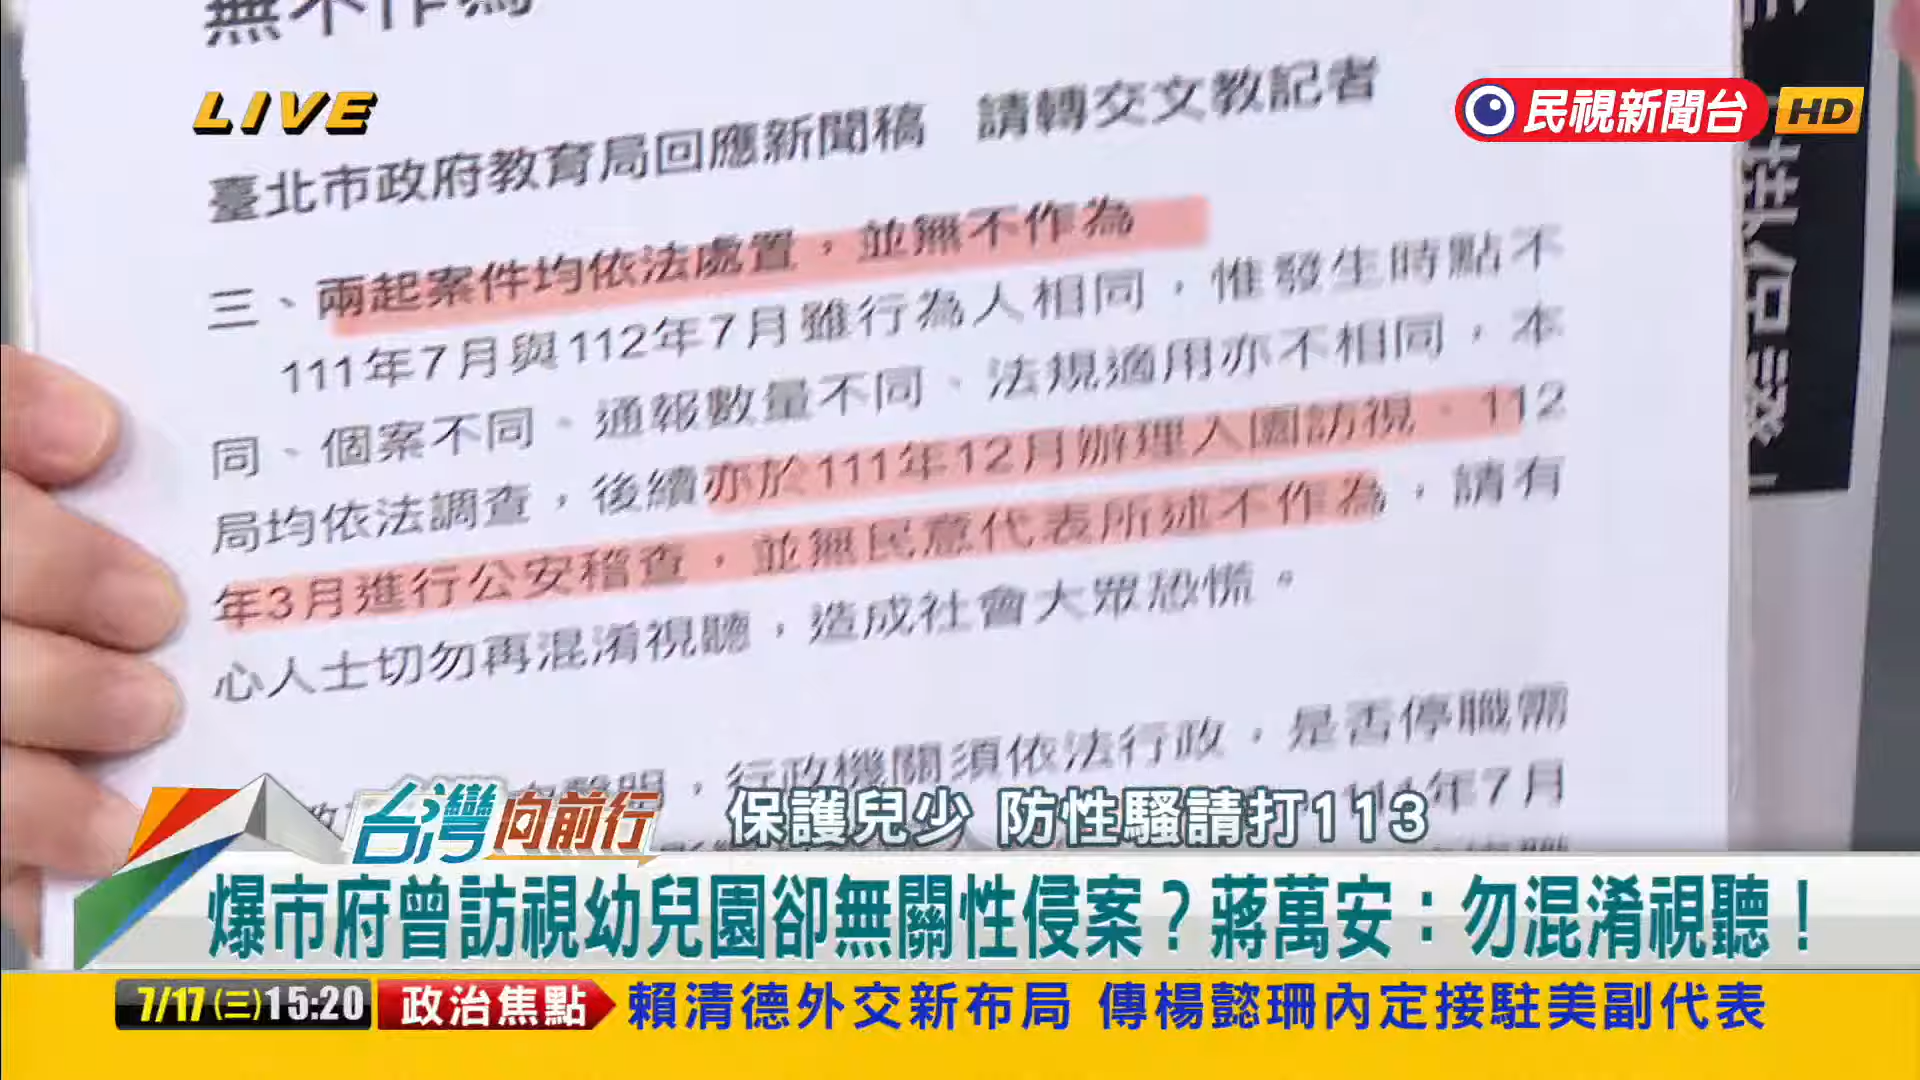 無不作為
LIVE
民視新聞台 HD
臺北市政府教育局回應新聞稿 請轉交文教記者
三、兩起案件均依法處置，並無不作為
111年7月與112年7月雖行為人相同，惟發生時點不
同、個案不同、通報數量不同、法規適用亦不相同，本
局均依法調查，後續亦於111年12月辦理入園訪視、112
年3月進行公安稽查，並無民意代表所述不作為，請有
心人士切勿再混淆視聽，造成社會大眾恐慌。
行政機關須依法行政，是否停職需
年7月
台灣向前行
保護兒少 防性騷請打113
爆市府曾訪視幼兒園卻無關性侵案？蔣萬安：勿混淆視聽！
7/17(三)15:20 政治焦點 賴清德外交新布局 傳楊懿珊內定接駐美副代表